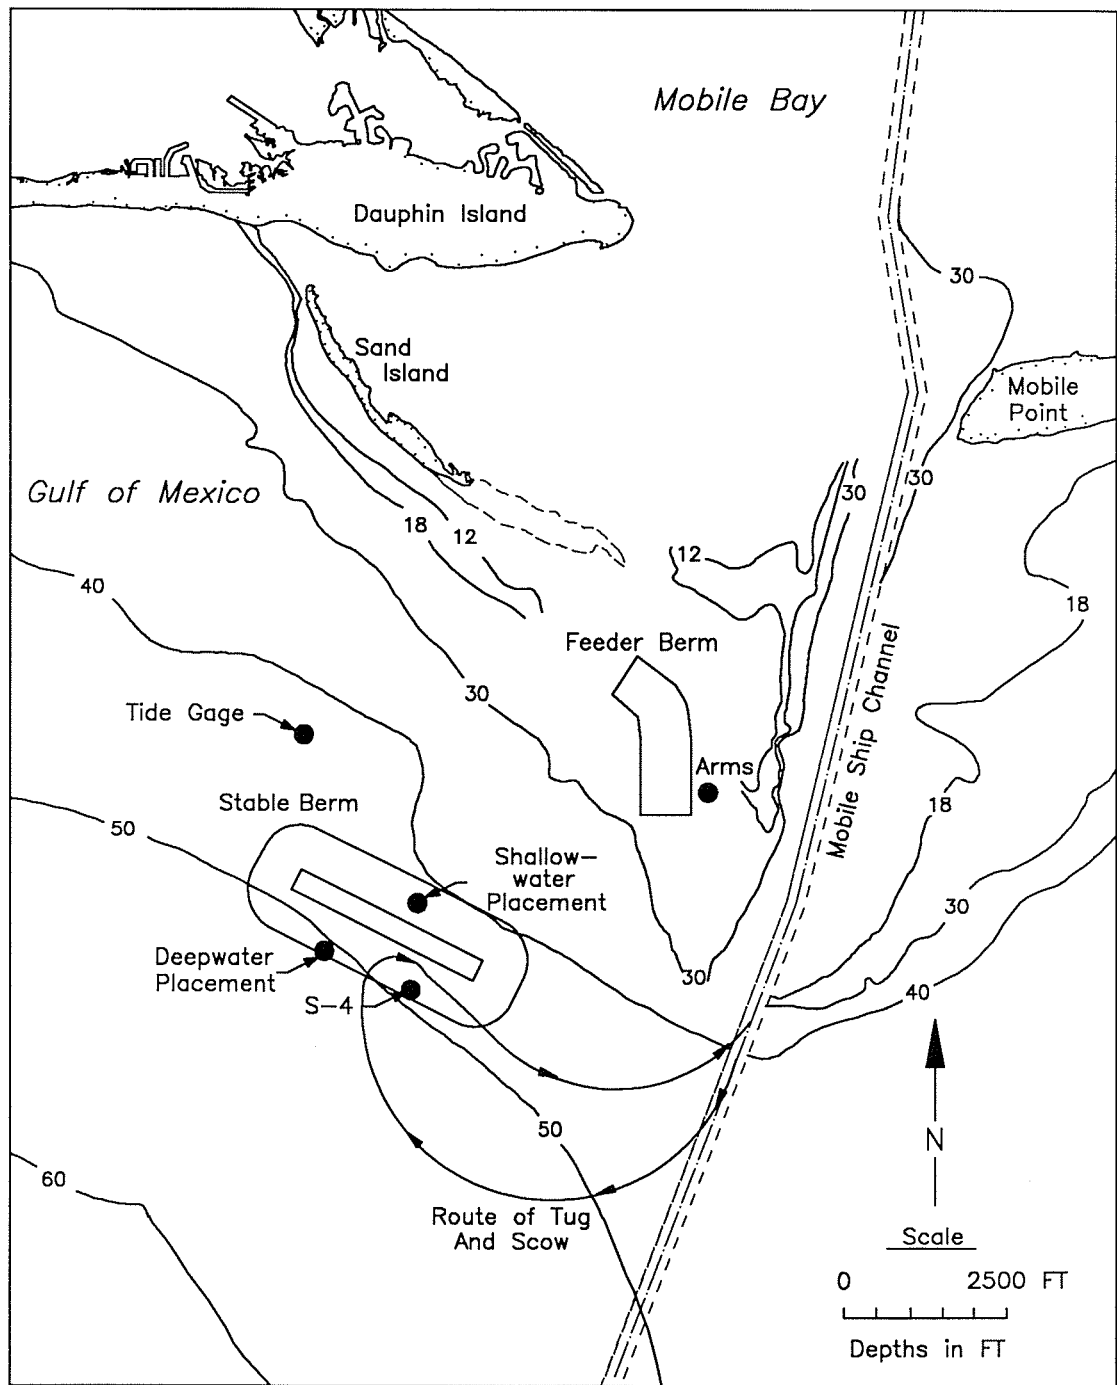 Mobile Bay
Dauphin Island
30
Sand
Island
Mobile
Point
Gulf of Mexico
30
30
18
12
12
40
18
Feeder Berm
30
Mobile Ship Channel
Tide Gage
Arms
Stable Berm
18
50
Shallow-
water
Placement
30
Deepwater
Placement
30
40
S-4
50
N
60
Route of Tug
And Scow
Scale
0 2500 FT
Depths in FT